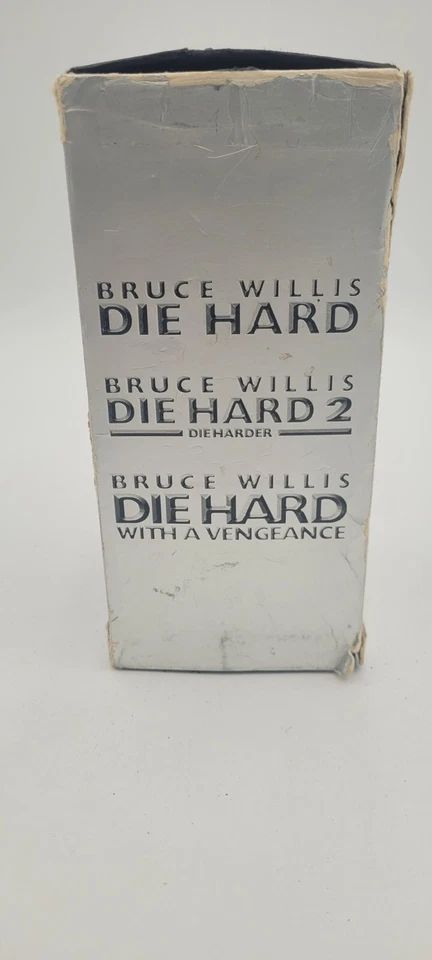 BRUCE WILLIS
DIE HARD
BRUCE WILLIS
DIE HARD 2
DIE HARDER
BRUCE WILLIS
DIE HARD
WITH A VENGEANCE